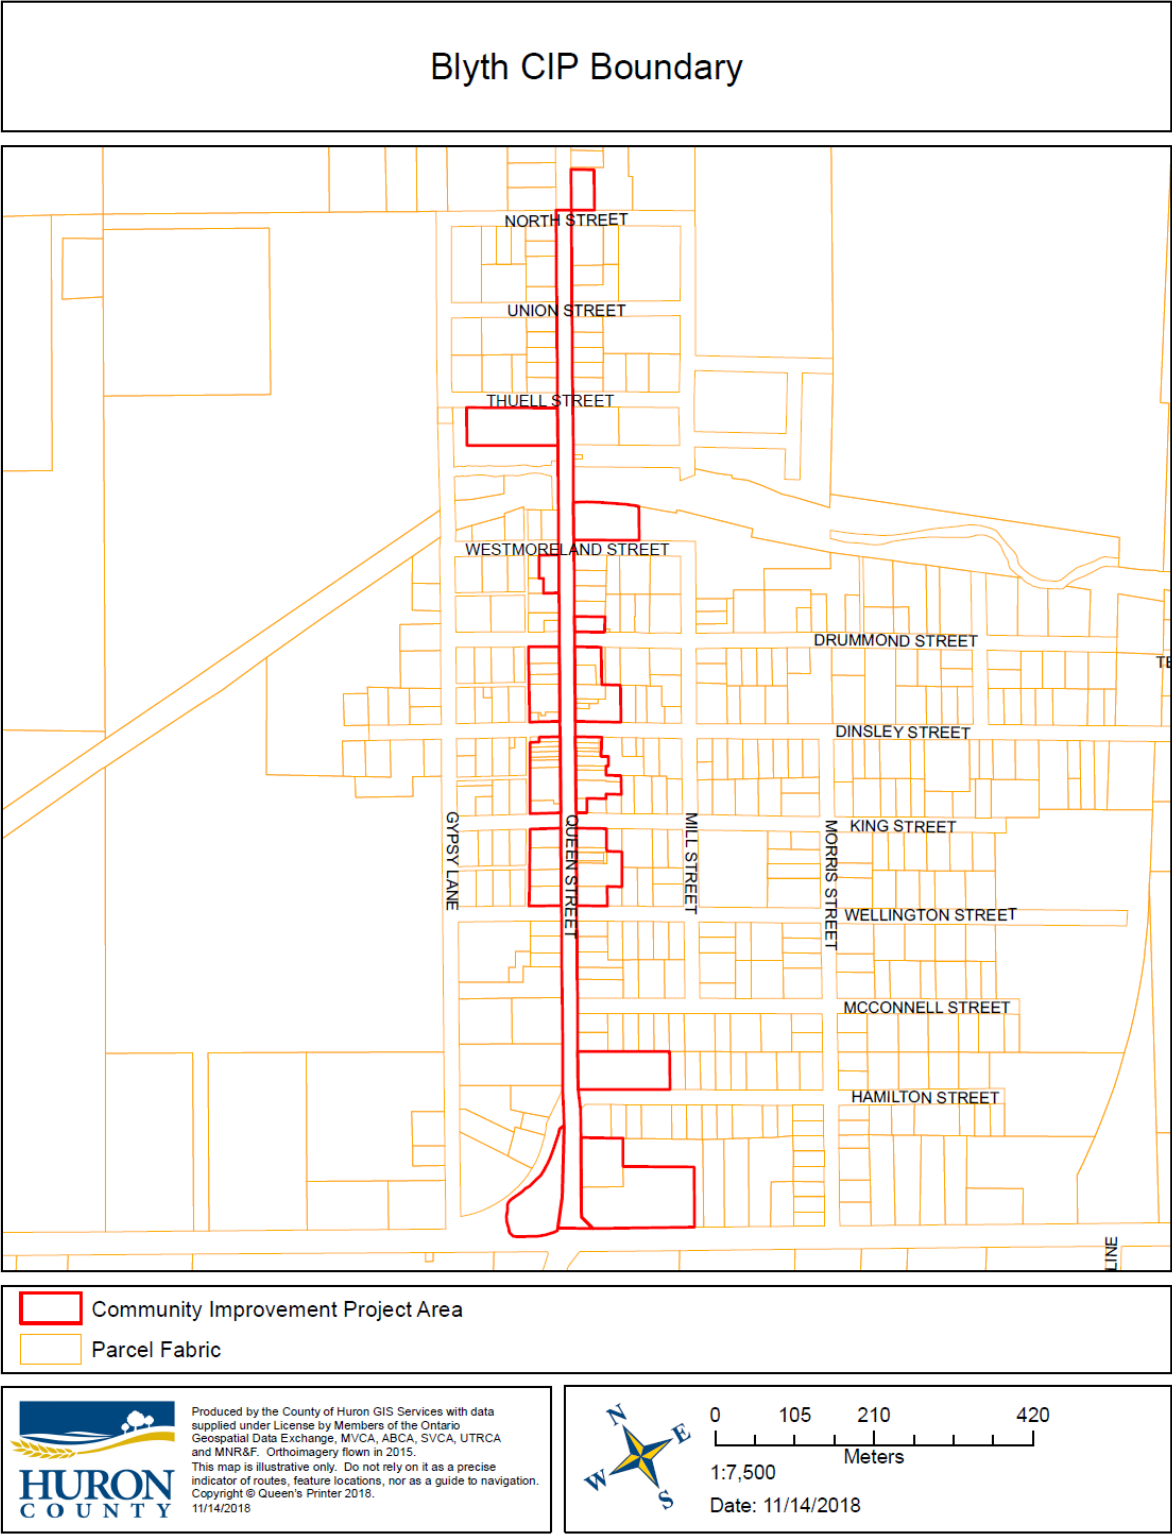 Blyth CIP Boundary
NORTH STREET
UNION STREET
THUELL STREET
WESTMORELAND STREET
DRUMMOND STREET
TE
DINSLEY STREET
GYPSY LANE
QUEEN STREET
MILL STREET
MORRIS STREET
KING STREET
WELLINGTON STREET
MCCONNELL STREET
HAMILTON STREET
LINE
Community Improvement Project Area
Parcel Fabric
HURON
COUNTY
Produced by the County of Huron GIS Services with data
supplied under License by Members of the Ontario
Geospatial Data Exchange, MVCA, ABCA, SVCA, UTRCA
and MNR&F. Orthoimagery flown in 2015.
This map is illustrative only. Do not rely on it as a precise
indicator of routes, feature locations, nor as a guide to navigation.
Copyright © Queen's Printer 2018.
11/14/2018
N
E
W
S
0 105 210 420
Meters
1:7,500
Date: 11/14/2018